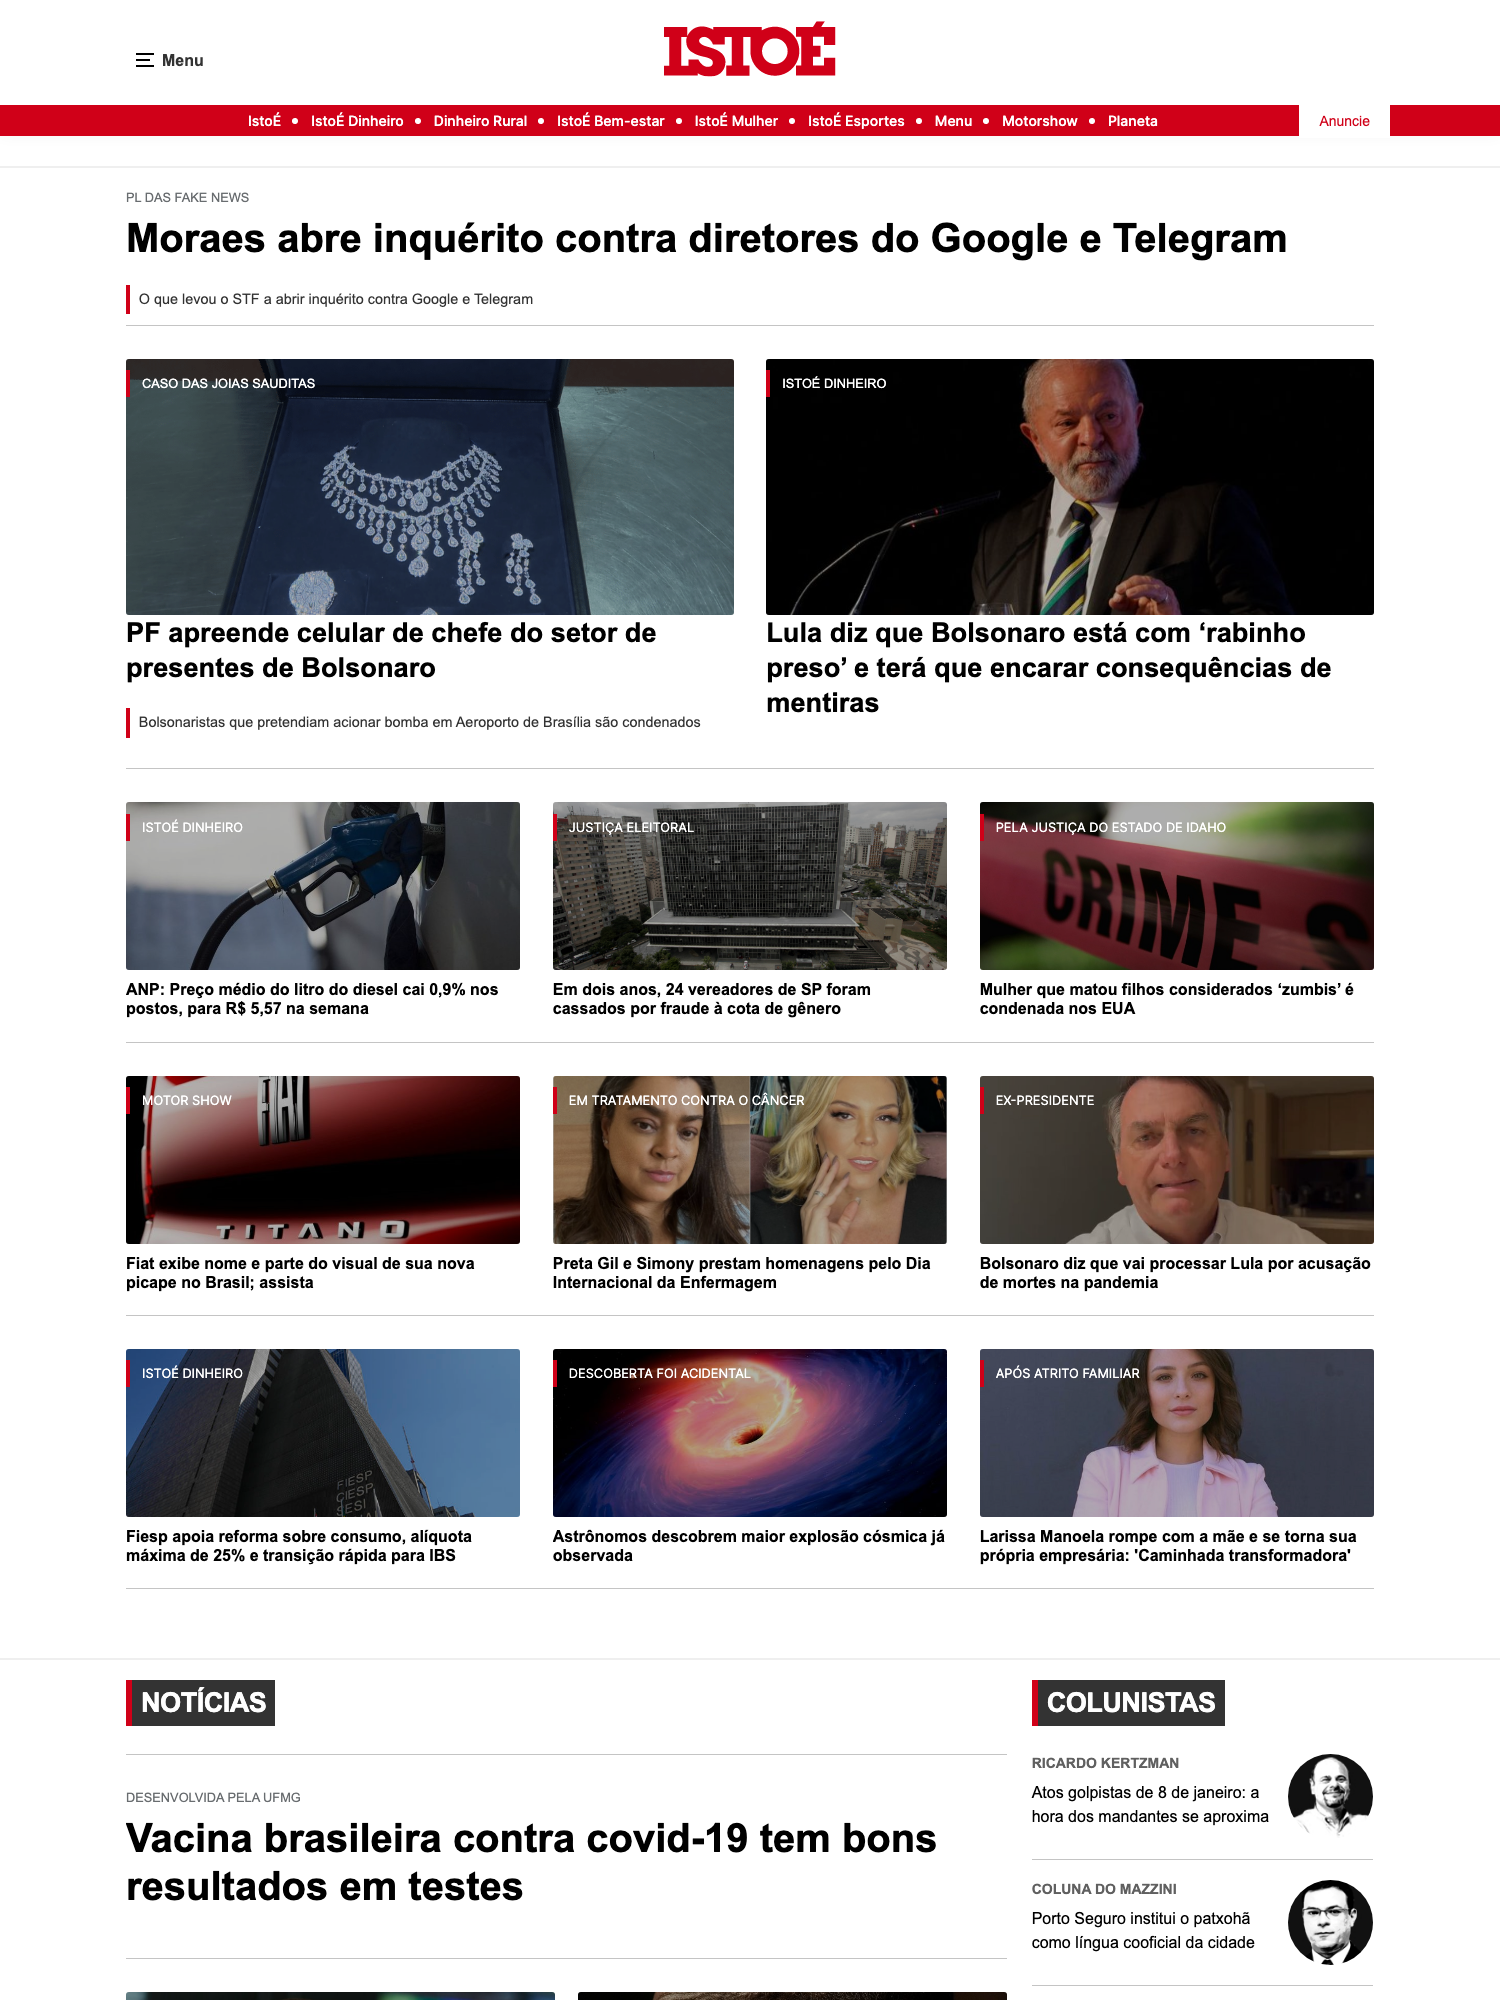 Menu
ISTOÉ
IstoÉ • IstoÉ Dinheiro • Dinheiro Rural • IstoÉ Bem-estar • IstoÉ Mulher • IstoÉ Esportes • Menu • Motorshow • Planeta
Anuncie
PL DAS FAKE NEWS
Moraes abre inquérito contra diretores do Google e Telegram
O que levou o STF a abrir inquérito contra Google e Telegram
CASO DAS JOIAS SAUDITAS
PF apreende celular de chefe do setor de
presentes de Bolsonaro
Bolsonaristas que pretendiam acionar bomba em Aeroporto de Brasília são condenados
ISTOÉ DINHEIRO
Lula diz que Bolsonaro está com ‘rabinho
preso’ e terá que encarar consequências de
mentiras
ISTOÉ DINHEIRO
ANP: Preço médio do litro do diesel cai 0,9% nos
postos, para R$ 5,57 na semana
JUSTIÇA ELEITORAL
Em dois anos, 24 vereadores de SP foram
cassados por fraude à cota de gênero
PELA JUSTIÇA DO ESTADO DE IDAHO
CRIME S
Mulher que matou filhos considerados ‘zumbis’ é
condenada nos EUA
MOTOR SHOW
FIAT
TITANO
Fiat exibe nome e parte do visual de sua nova
picape no Brasil; assista
EM TRATAMENTO CONTRA O CÂNCER
Preta Gil e Simony prestam homenagens pelo Dia
Internacional da Enfermagem
EX-PRESIDENTE
Bolsonaro diz que vai processar Lula por acusação
de mortes na pandemia
ISTOÉ DINHEIRO
FIESP
CIESP
SESI
Fiesp apoia reforma sobre consumo, alíquota
máxima de 25% e transição rápida para IBS
DESCOBERTA FOI ACIDENTAL
Astrônomos descobrem maior explosão cósmica já
observada
APÓS ATRITO FAMILIAR
Larissa Manoela rompe com a mãe e se torna sua
própria empresária: 'Caminhada transformadora'
NOTÍCIAS
DESENVOLVIDA PELA UFMG
Vacina brasileira contra covid-19 tem bons
resultados em testes
COLUNISTAS
RICARDO KERTZMAN
Atos golpistas de 8 de janeiro: a
hora dos mandantes se aproxima
COLUNA DO MAZZINI
Porto Seguro institui o patxohã
como língua cooficial da cidade